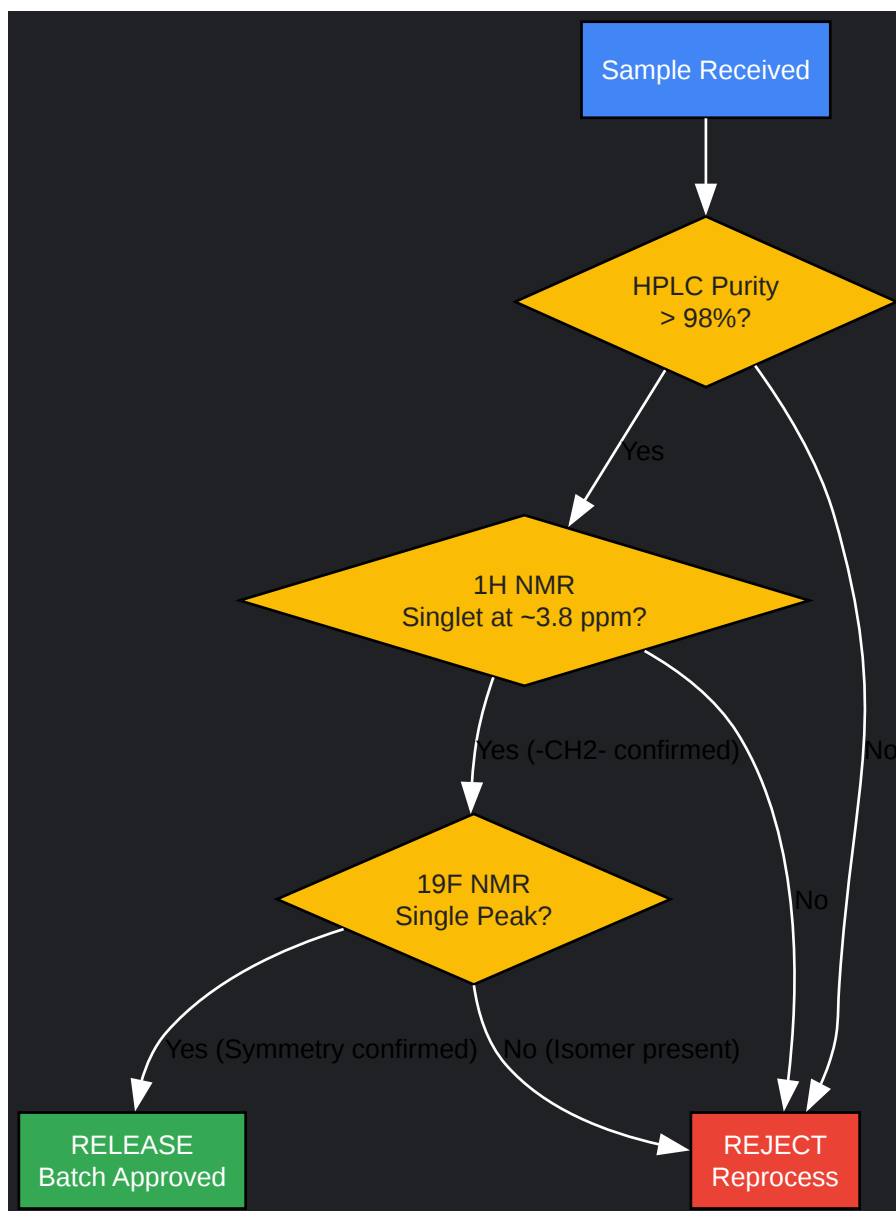 Sample Received
HPLC Purity
> 98%?
Yes
1H NMR
Singlet at ~3.8 ppm?
Yes (-CH2- confirmed)
No
19F NMR
Single Peak?
No
Yes (Symmetry confirmed)
No (Isomer present)
RELEASE
Batch Approved
REJECT
Reprocess